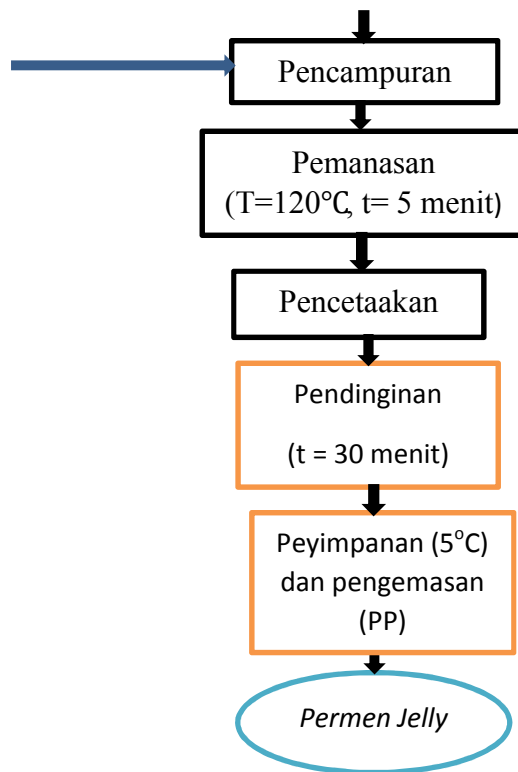 Pencampuran
Pemanasan
(T=120°C, t= 5 menit)
Pencetaakan
Pendinginan
(t = 30 menit)
Peyimpanan (5°C)
dan pengemasan
(PP)
Permen Jelly